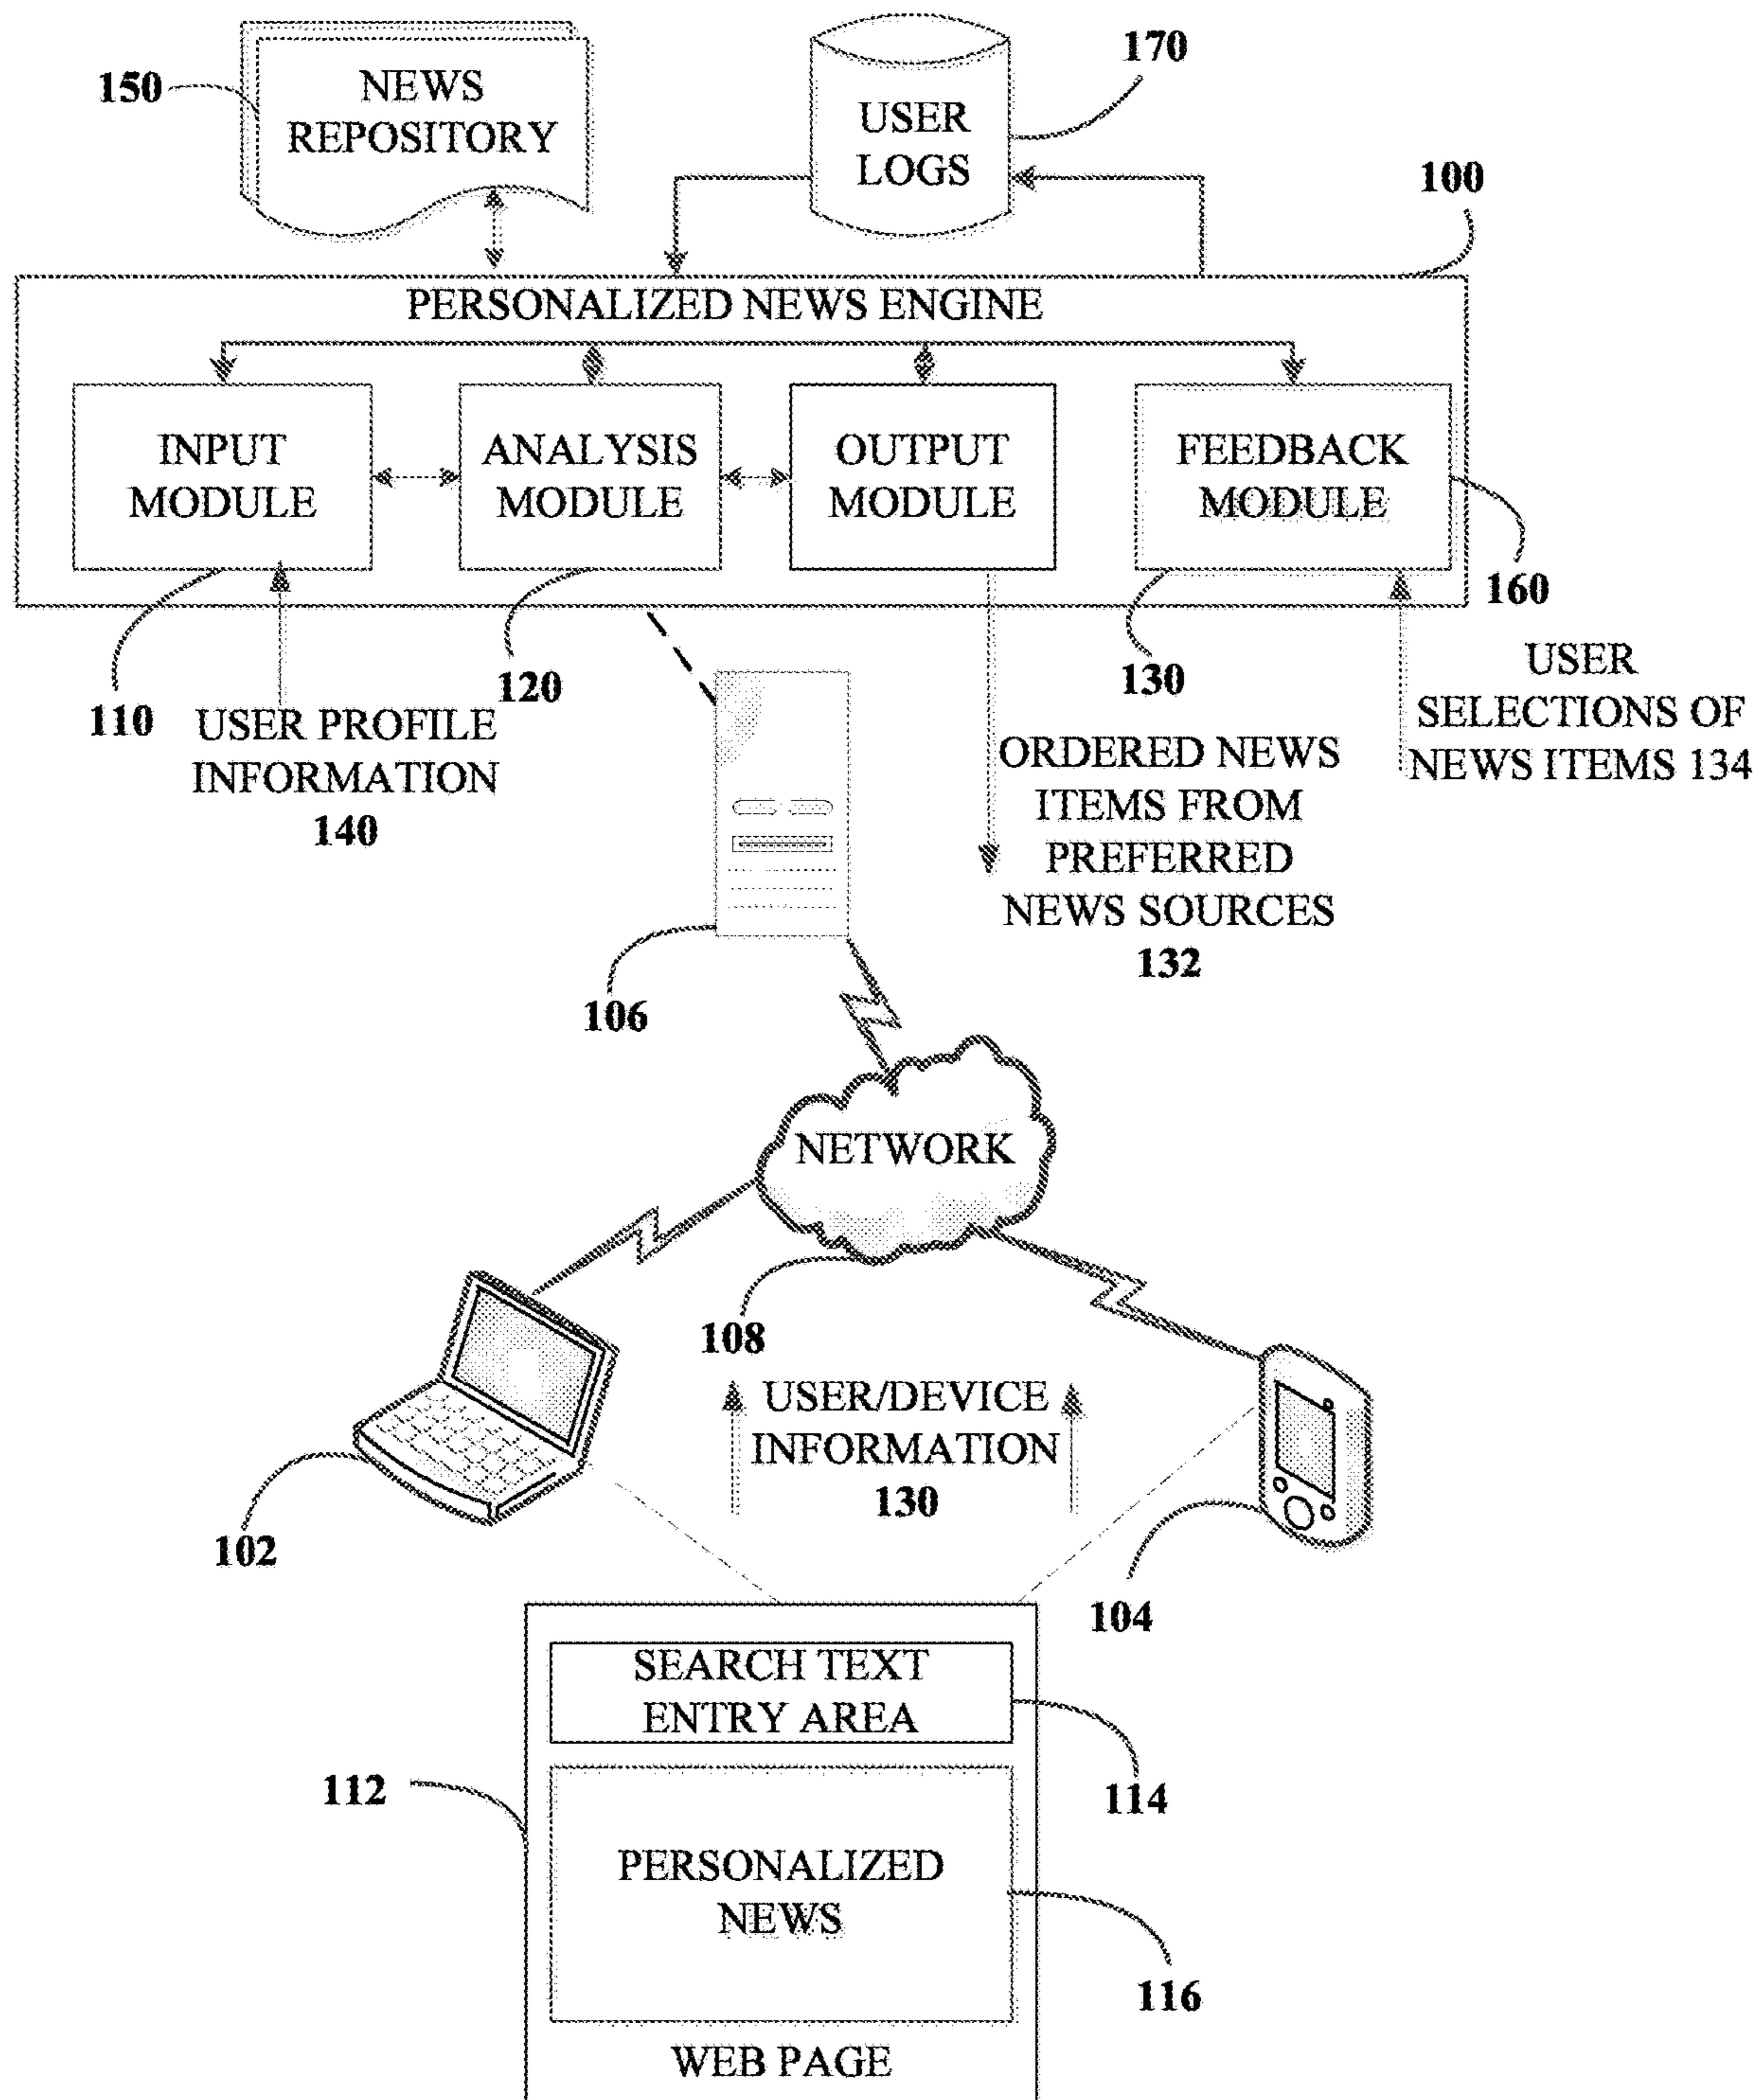 150
NEWS
REPOSITORY
USER
LOGS
170
100
PERSONALIZED NEWS ENGINE
INPUT
MODULE
ANALYSIS
MODULE
OUTPUT
MODULE
FEEDBACK
MODULE
110
120
130
160
USER PROFILE
INFORMATION
140
ORDERED NEWS
ITEMS FROM
PREFERRED
NEWS SOURCES
132
USER
SELECTIONS OF
NEWS ITEMS 134
106
NETWORK
108
USER/DEVICE
INFORMATION
130
102
104
SEARCH TEXT
ENTRY AREA
112
114
PERSONALIZED
NEWS
116
WEB PAGE